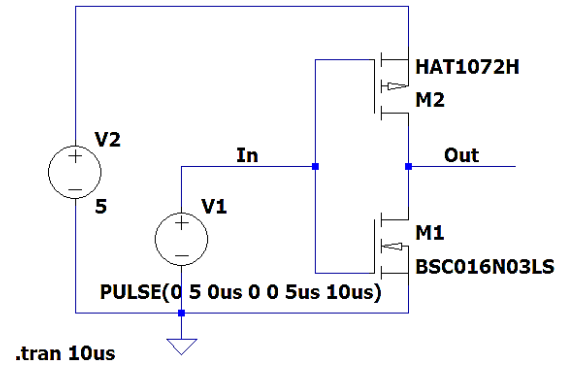 HAT1072H
M2
V2
In
Out
5
V1
M1
BSC016N03LS
PULSE(0 5 0us 0 0 5us 10us)
.tran 10us